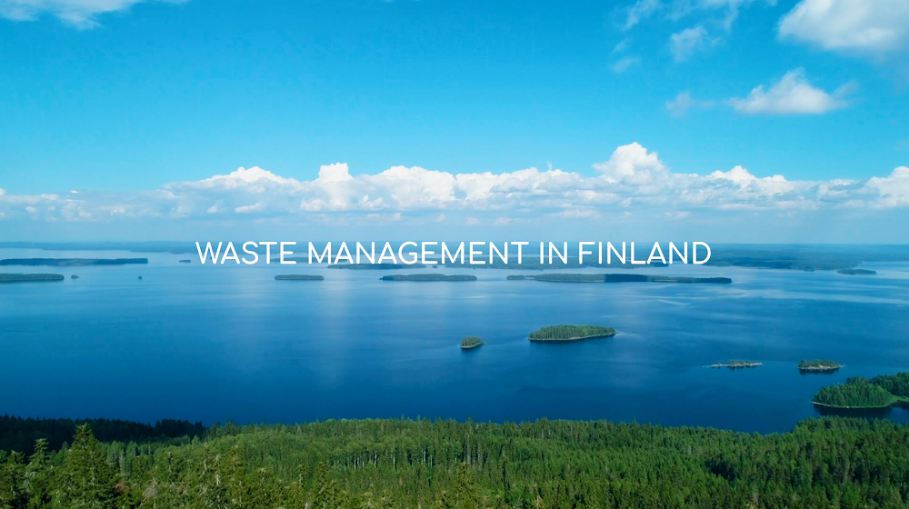 WASTE MANAGEMENT IN FINLAND